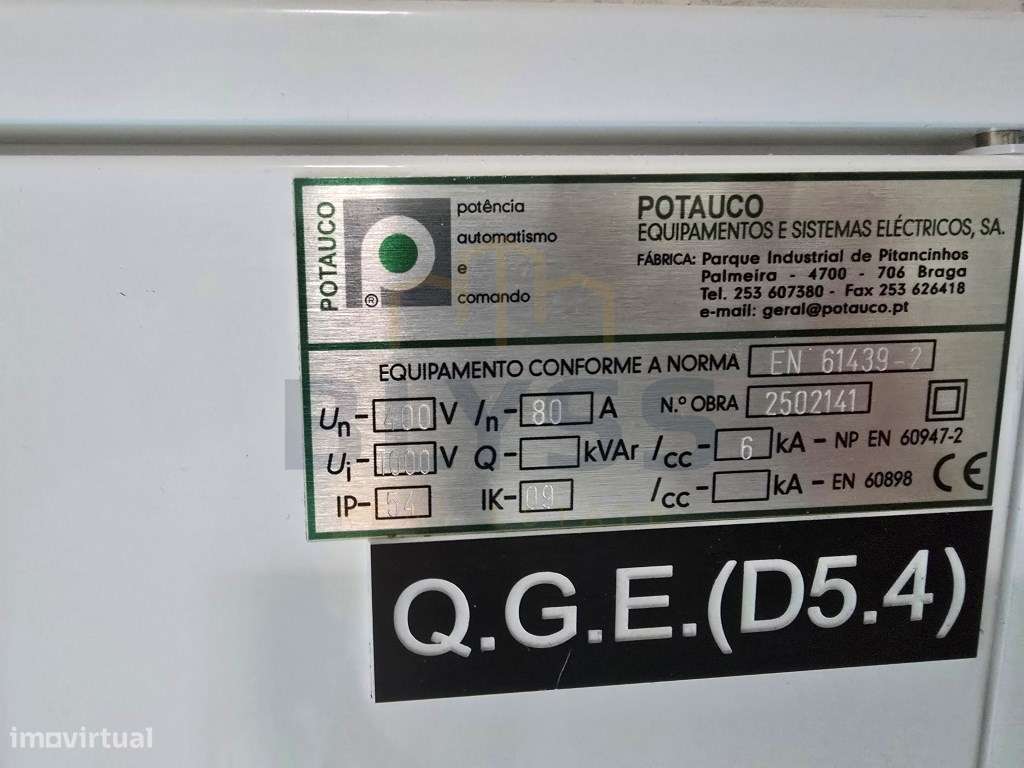 POTAUCO
potência
automatismo
e
comando
®
POTAUCO
EQUIPAMENTOS E SISTEMAS ELÉCTRICOS, SA.
FÁBRICA: Parque Industrial de Pitancinhos
Palmeira - 4700 - 706 Braga
Tel. 253 607380 - Fax 253 626418
e-mail: geral@potauco.pt
EQUIPAMENTO CONFORME A NORMA EN 61439-2
Un- 400 V In- 80 A N.º OBRA 2502141
Ui- 1000 V Q- kVAr Icc- 6 kA - NP EN 60947-2
IP- 54 IK- 09 Icc- kA - EN 60898 CE
Q.G.E.(D5.4)
imovirtual